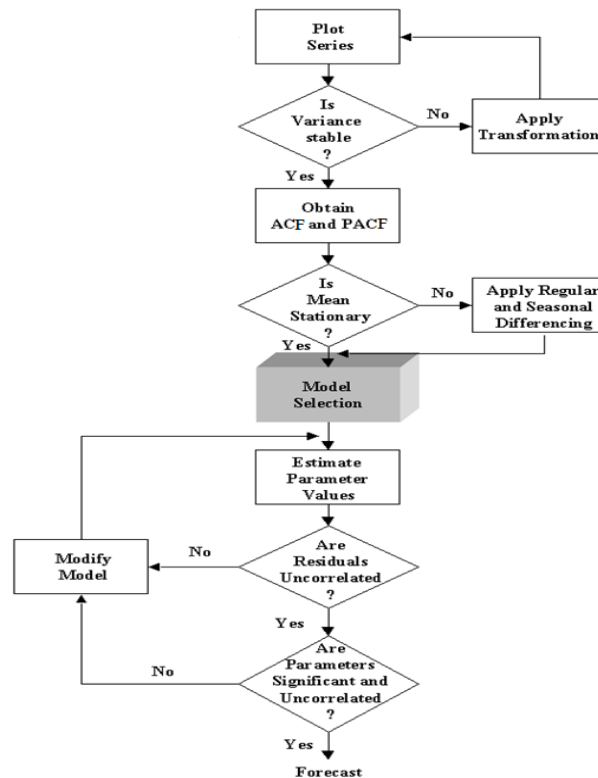 Plot
Series
Is
Variance
stable
?
No
Apply
Transformation
Yes
Obtain
ACF and PACF
Is
Mean
Stationary
?
No
Apply Regular
and Seasonal
Differencing
Yes
Model
Selection
Estimate
Parameter
Values
Are
Residuals
Uncorrelated
?
No
Modify
Model
Yes
Are
Parameters
Significant and
Uncorrelated
?
No
Yes
Forecast